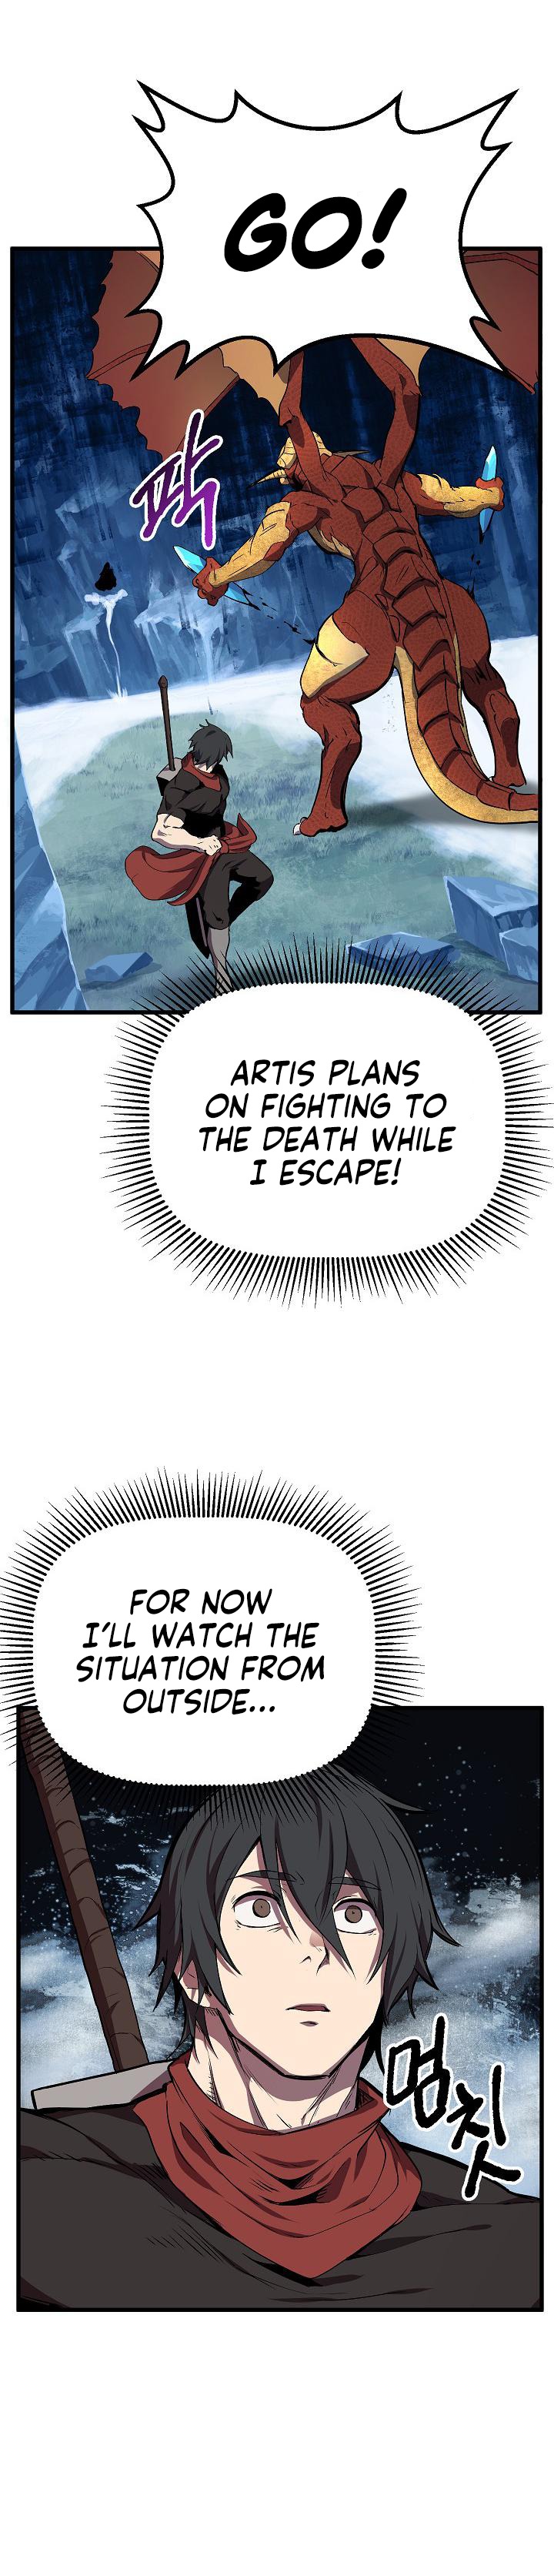 GO!
팍
ARTIS PLANS
ON FIGHTING TO
THE DEATH WHILE
I ESCAPE!
FOR NOW
I'LL WATCH THE
SITUATION FROM
OUTSIDE...
멈칫